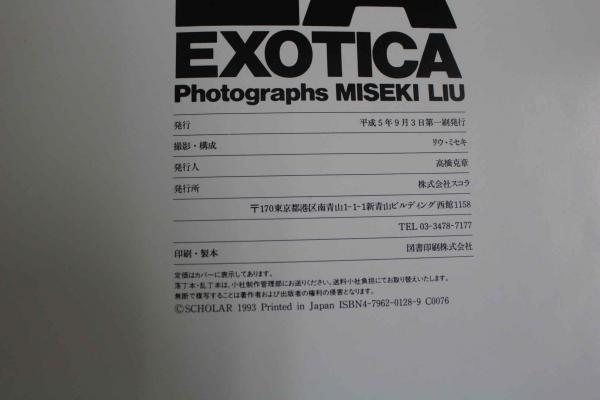 EXOTICA
Photographs MISEKI LIU
発行 平成5年9月3日第一刷発行
撮影・構成 リウ・ミセキ
発行人 高橋克章
発行所 株式会社スコラ
〒170東京都港区南青山1-1-1新青山ビルディング西館1158
TEL 03-3478-7177
印刷・製本 図書印刷株式会社
定価はカバーに表示してあります。
落丁本・乱丁本は、小社制作管理部にお送りください。送料小社負担にてお取替えいたします。
無断で複写することは著作者および出版者の権利の侵害となります。
©SCHOLAR 1993 Printed in Japan ISBN4-7962-0128-9 C0076